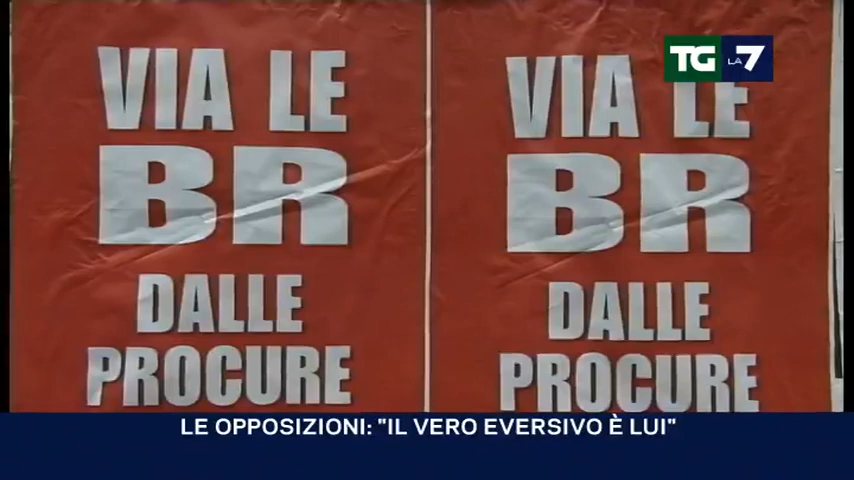 VIA LE
BR
DALLE
PROCURE
VIA LE
BR
DALLE
PROCURE
TG LA 7
LE OPPOSIZIONI: "IL VERO EVERSIVO È LUI"